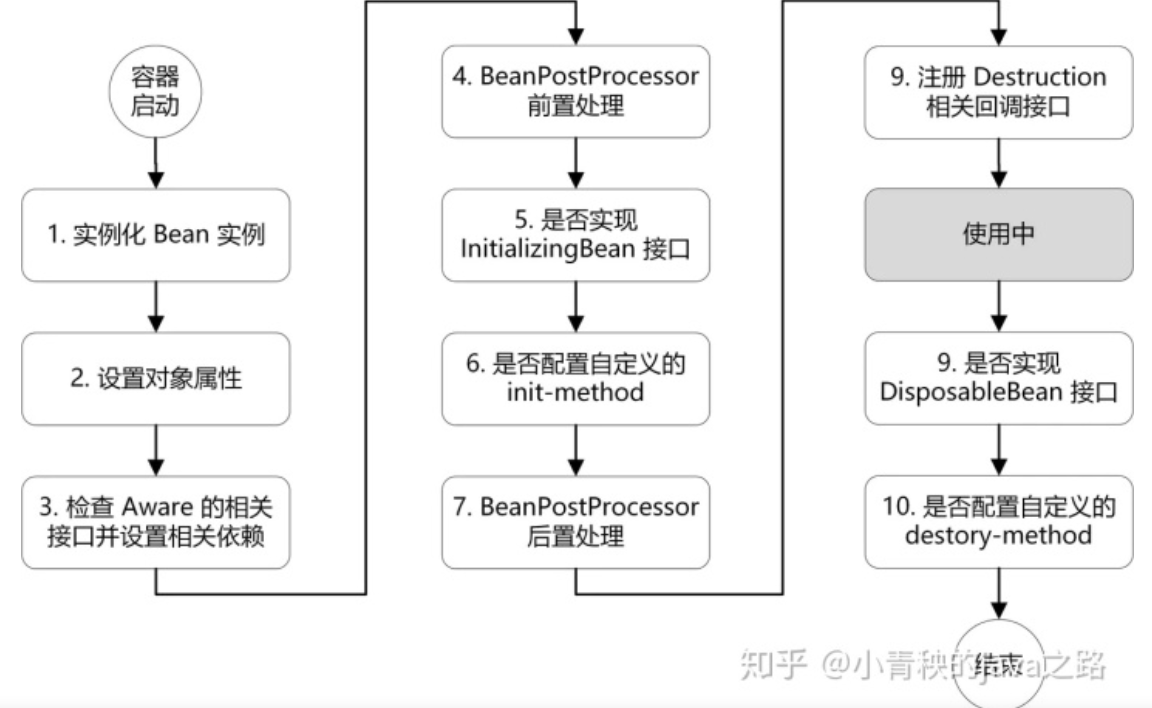 容器
启动
1. 实例化 Bean 实例
2. 设置对象属性
3. 检查 Aware 的相关
接口并设置相关依赖
4. BeanPostProcessor
前置处理
5. 是否实现
InitializingBean 接口
6. 是否配置自定义的
init-method
7. BeanPostProcessor
后置处理
9. 注册 Destruction
相关回调接口
使用中
9. 是否实现
DisposableBean 接口
10. 是否配置自定义的
destory-method
结束
知乎 @小青秧的java之路